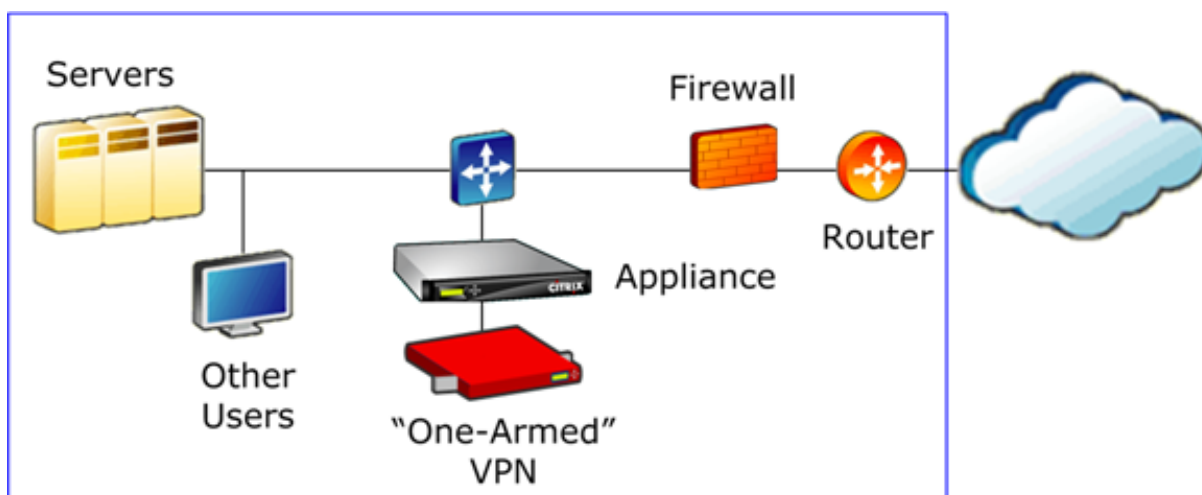 Servers
Firewall
Router
Appliance
CITRIX
Other
Users
“One-Armed”
VPN